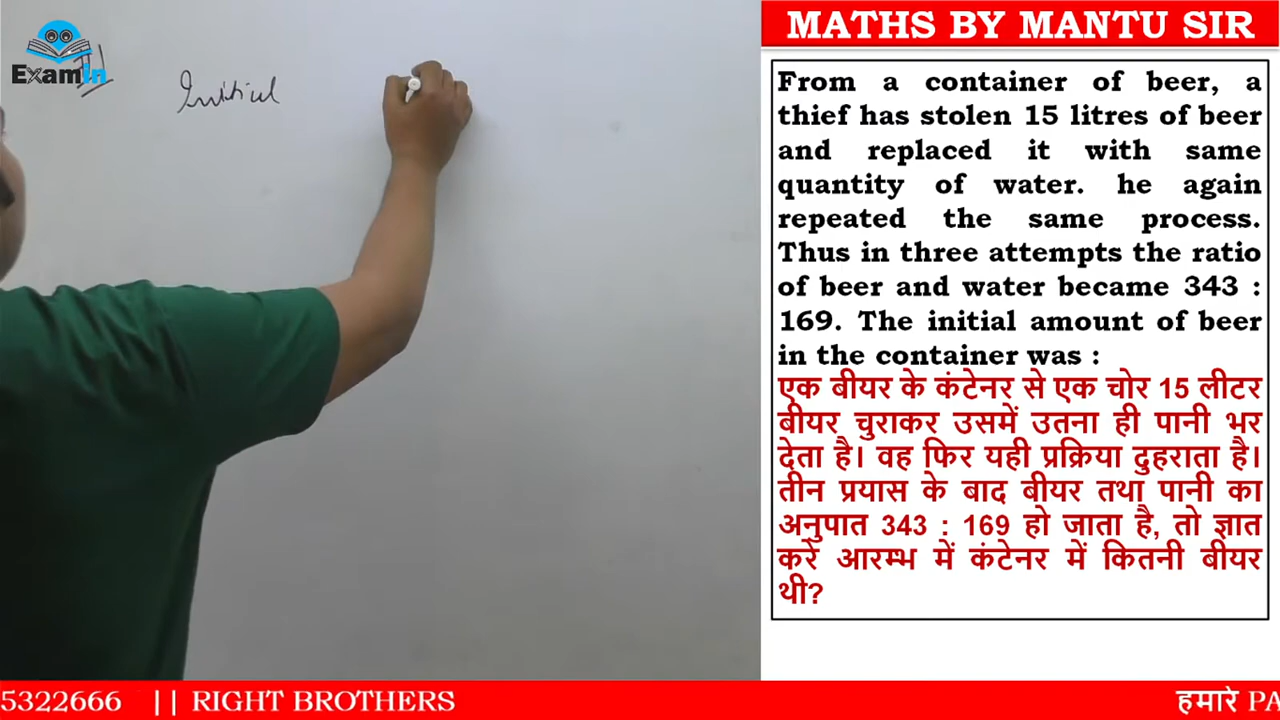 Examin
Initial
MATHS BY MANTU SIR
From a container of beer, a
thief has stolen 15 litres of beer
and replaced it with same
quantity of water. he again
repeated the same process.
Thus in three attempts the ratio
of beer and water became 343 :
169. The initial amount of beer
in the container was :
एक बीयर के कंटेनर से एक चोर 15 लीटर
बीयर चुराकर उसमें उतना ही पानी भर
देता है। वह फिर यही प्रक्रिया दुहराता है।
तीन प्रयास के बाद बीयर तथा पानी का
अनुपात 343 : 169 हो जाता है, तो ज्ञात
करें आरम्भ में कंटेनर में कितनी बीयर
थी?
5322666 || RIGHT BROTHERS
हमारे PA